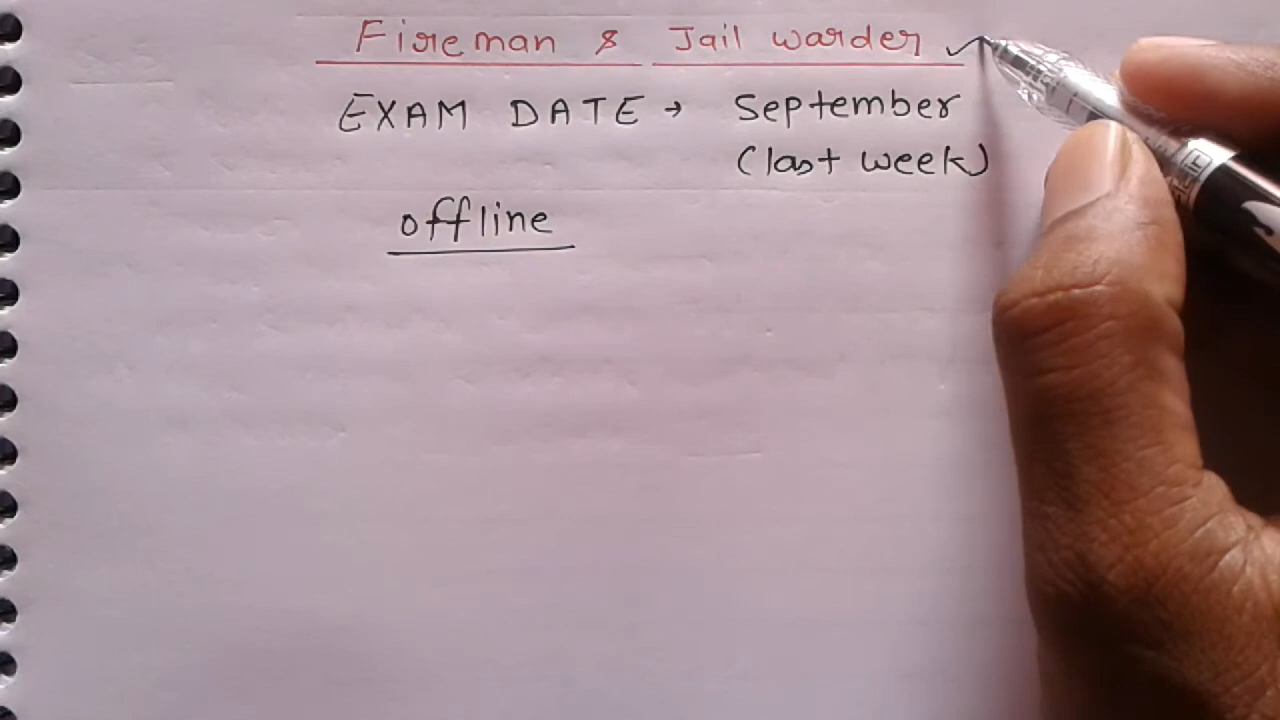 Fireman & Jail warder ✓
EXAM DATE → September
(last week)
offline